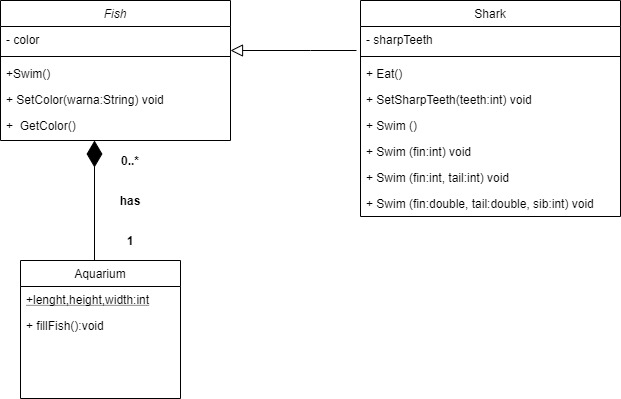 Fish
- color
+Swim()
+ SetColor(warna:String) void
+ GetColor()
Shark
- sharpTeeth
+ Eat()
+ SetSharpTeeth(teeth:int) void
+ Swim ()
+ Swim (fin:int) void
+ Swim (fin:int, tail:int) void
+ Swim (fin:double, tail:double, sib:int) void
0..*
has
1
Aquarium
+lenght,height,width:int
+ fillFish():void